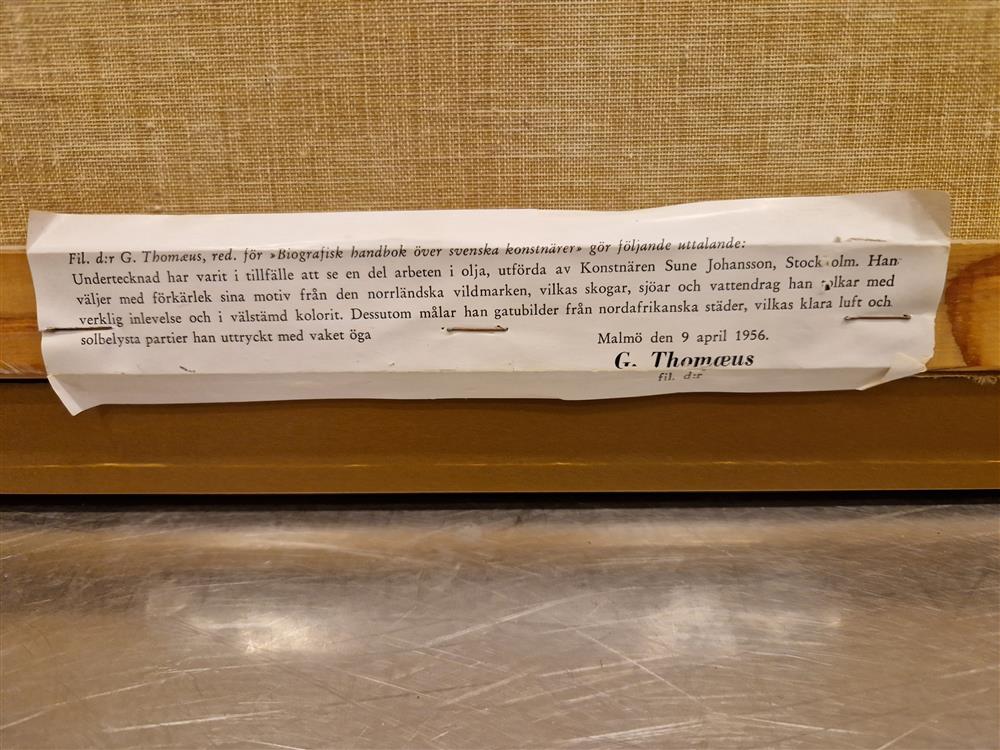 Fil. d:r G. Thomæus, red. för »Biografisk handbok över svenska konstnärer» gör följande uttalande:
Undertecknad har varit i tillfälle att se en del arbeten i olja, utförda av Konstnären Sune Johansson, Stockholm. Han
väljer med förkärlek sina motiv från den norrländska vildmarken, vilkas skogar, sjöar och vattendrag han tolkar med
verklig inlevelse och i välstämd kolorit. Dessutom målar han gatubilder från nordafrikanska städer, vilkas klara luft och
solbelysta partier han uttryckt med vaket öga
Malmö den 9 april 1956.
G. Thomæus
fil. d:r